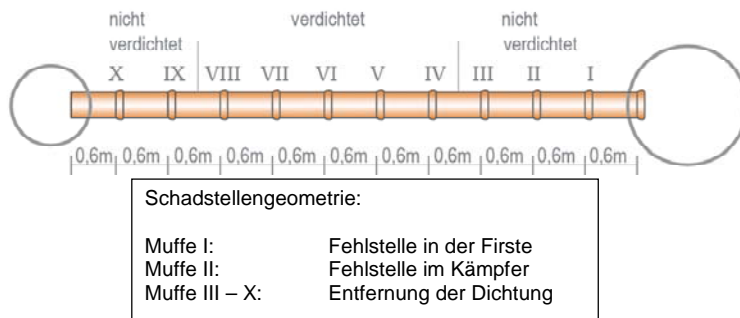 nicht verdichtet nicht
verdichtet verdichtet
X IX VIII VII VI V IV III II I
0,6m 0,6m 0,6m 0,6m 0,6m 0,6m 0,6m 0,6m 0,6m 0,6m 0,6m
Schadstellengeometrie:
Muffe I: Fehlstelle in der Firste
Muffe II: Fehlstelle im Kämpfer
Muffe III – X: Entfernung der Dichtung